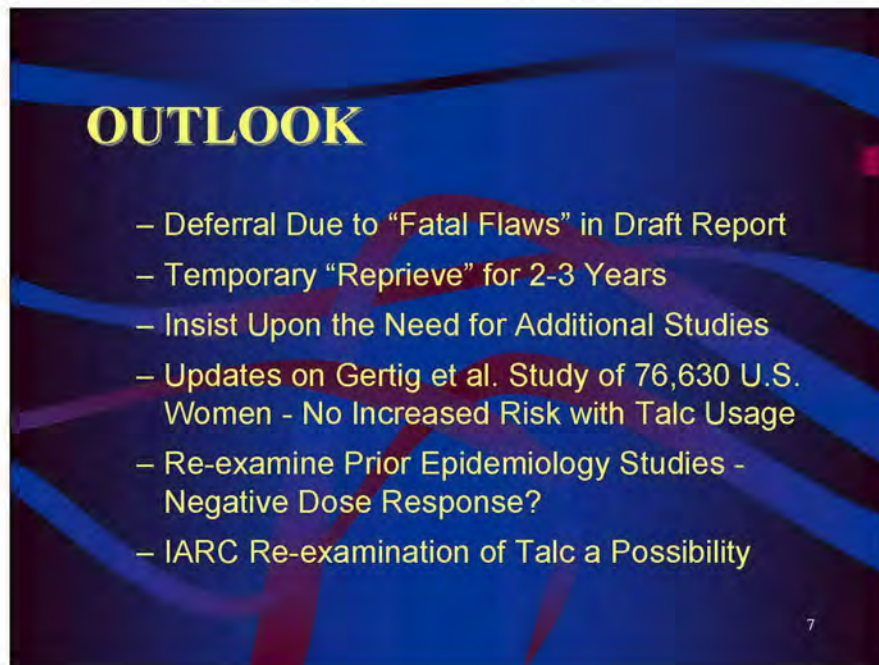 OUTLOOK
– Deferral Due to “Fatal Flaws” in Draft Report
– Temporary “Reprieve” for 2-3 Years
– Insist Upon the Need for Additional Studies
– Updates on Gertig et al. Study of 76,630 U.S.
Women - No Increased Risk with Talc Usage
– Re-examine Prior Epidemiology Studies -
Negative Dose Response?
– IARC Re-examination of Talc a Possibility
7